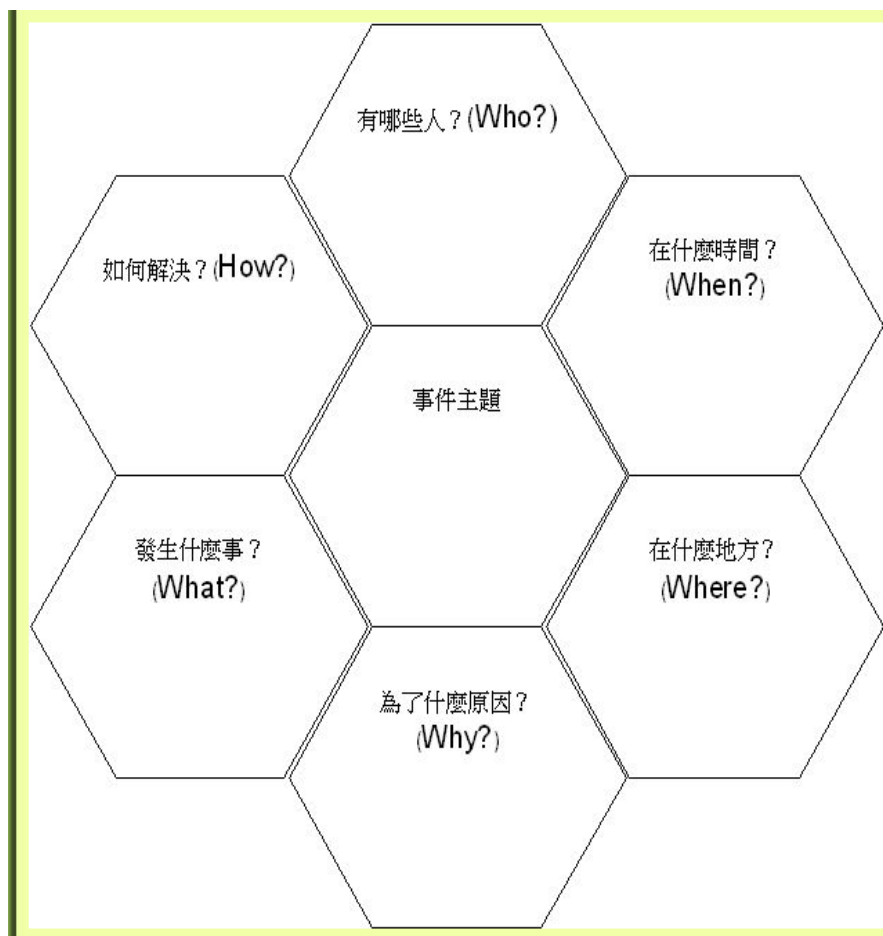 有哪些人？(Who?)
如何解決？(How?)
在什麼時間？
(When?)
事件主題
發生什麼事？
(What?)
在什麼地方？
(Where?)
為了什麼原因？
(Why?)